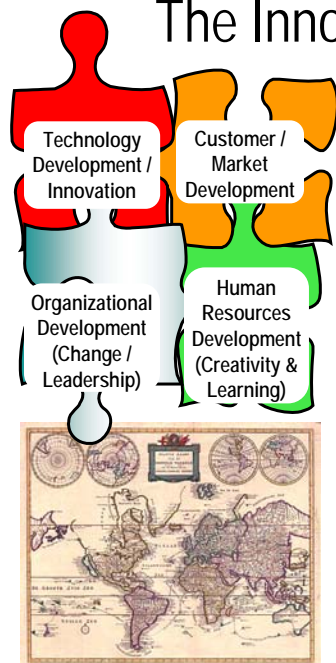 The Inno
Technology
Development /
Innovation
Customer /
Market
Development
Organizational
Development
(Change /
Leadership)
Human
Resources
Development
(Creativity &
Learning)